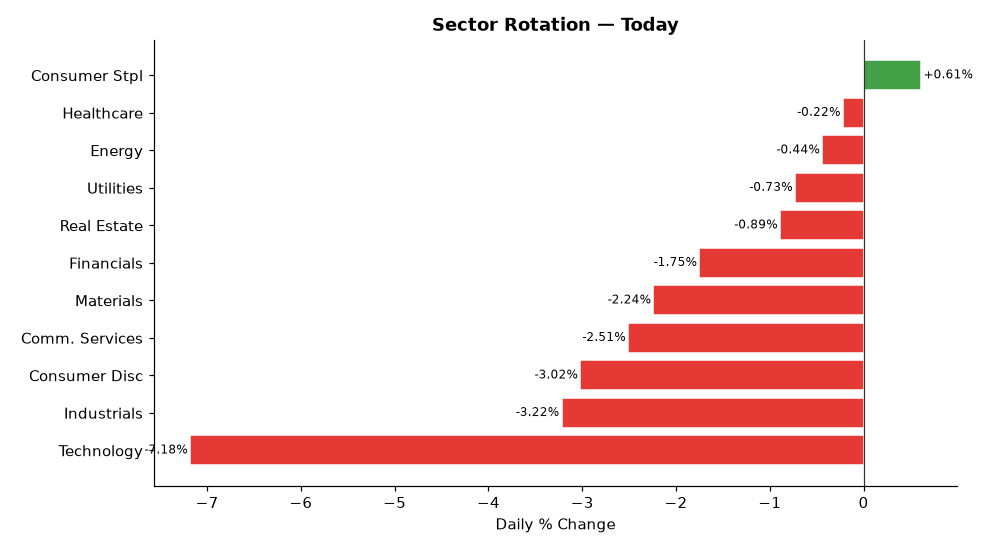 Sector Rotation — Today
Consumer Stpl +0.61%
Healthcare -0.22%
Energy -0.44%
Utilities -0.73%
Real Estate -0.89%
Financials -1.75%
Materials -2.24%
Comm. Services -2.51%
Consumer Disc -3.02%
Industrials -3.22%
Technology -7.18%
−7 −6 −5 −4 −3 −2 −1 0
Daily % Change